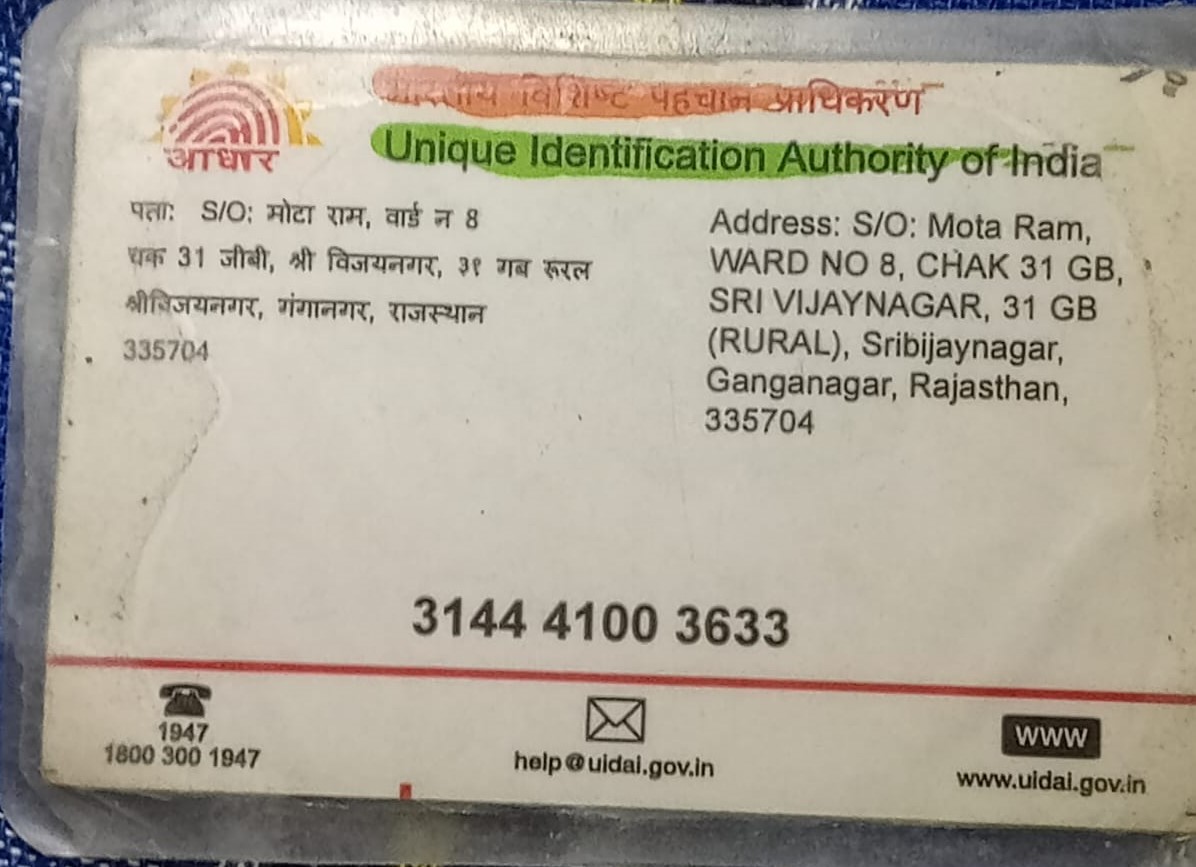 भारतीय विशिष्ट पहचान प्राधिकरण
Unique Identification Authority of India
आधार
पता: S/O: मोटा राम, वार्ड न 8
चक 31 जीबी, श्री विजयनगर, ३१ गब रूरल
श्रीविजयनगर, गंगानगर, राजस्थान
335704
Address: S/O: Mota Ram,
WARD NO 8, CHAK 31 GB,
SRI VIJAYNAGAR, 31 GB
(RURAL), Sribijaynagar,
Ganganagar, Rajasthan,
335704
3144 4100 3633
1947
1800 300 1947
help@uidai.gov.in
www
www.uidai.gov.in